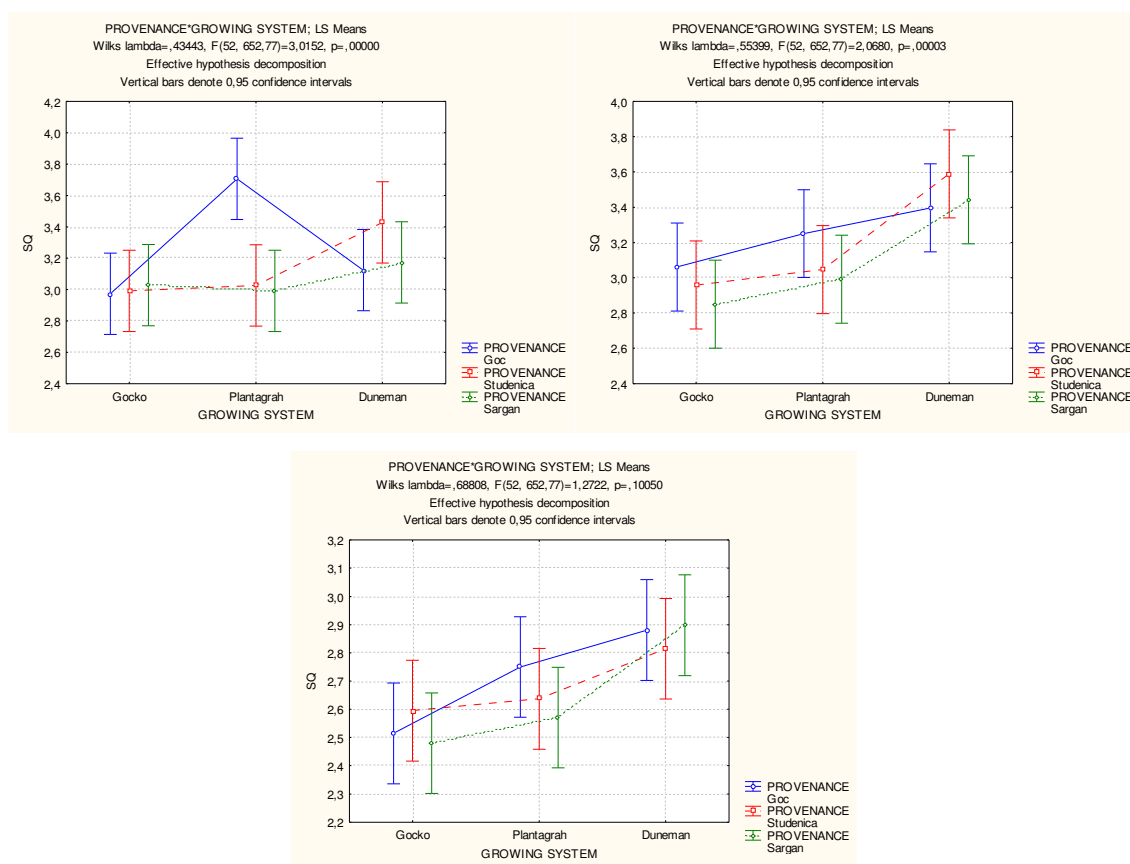 PROVENANCE*GROWING SYSTEM; LS Means
Wilks lambda=,43443, F(52, 652,77)=3,0152, p=,00000
Effective hypothesis decomposition
Vertical bars denote 0,95 confidence intervals
4,2
4,0
3,8
3,6
3,4
3,2
3,0
2,8
2,6
2,4
SQ
Gocko Plantagrah Duneman
GROWING SYSTEM
PROVENANCE
Goc
PROVENANCE
Studenica
PROVENANCE
Sargan
PROVENANCE*GROWING SYSTEM; LS Means
Wilks lambda=,55399, F(52, 652,77)=2,0680, p=,00003
Effective hypothesis decomposition
Vertical bars denote 0,95 confidence intervals
4,0
3,8
3,6
3,4
3,2
3,0
2,8
2,6
2,4
SQ
Gocko Plantagrah Duneman
GROWING SYSTEM
PROVENANCE
Goc
PROVENANCE
Studenica
PROVENANCE
Sargan
PROVENANCE*GROWING SYSTEM; LS Means
Wilks lambda=,68808, F(52, 652,77)=1,2722, p=,10050
Effective hypothesis decomposition
Vertical bars denote 0,95 confidence intervals
3,2
3,1
3,0
2,9
2,8
2,7
2,6
2,5
2,4
2,3
2,2
SQ
Gocko Plantagrah Duneman
GROWING SYSTEM
PROVENANCE
Goc
PROVENANCE
Studenica
PROVENANCE
Sargan